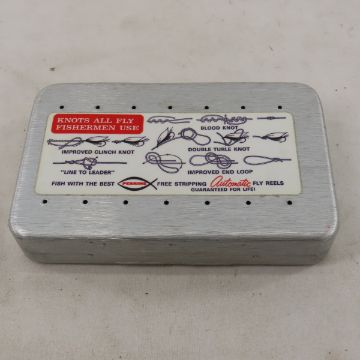 KNOTS ALL FLY
FISHERMEN USE
BLOOD KNOT
IMPROVED CLINCH KNOT
DOUBLE TURLE KNOT
"LINE TO LEADER"
IMPROVED END LOOP
FISH WITH THE BEST PERRINE FREE STRIPPING Automatic FLY REELS
GUARANTEED FOR LIFE!